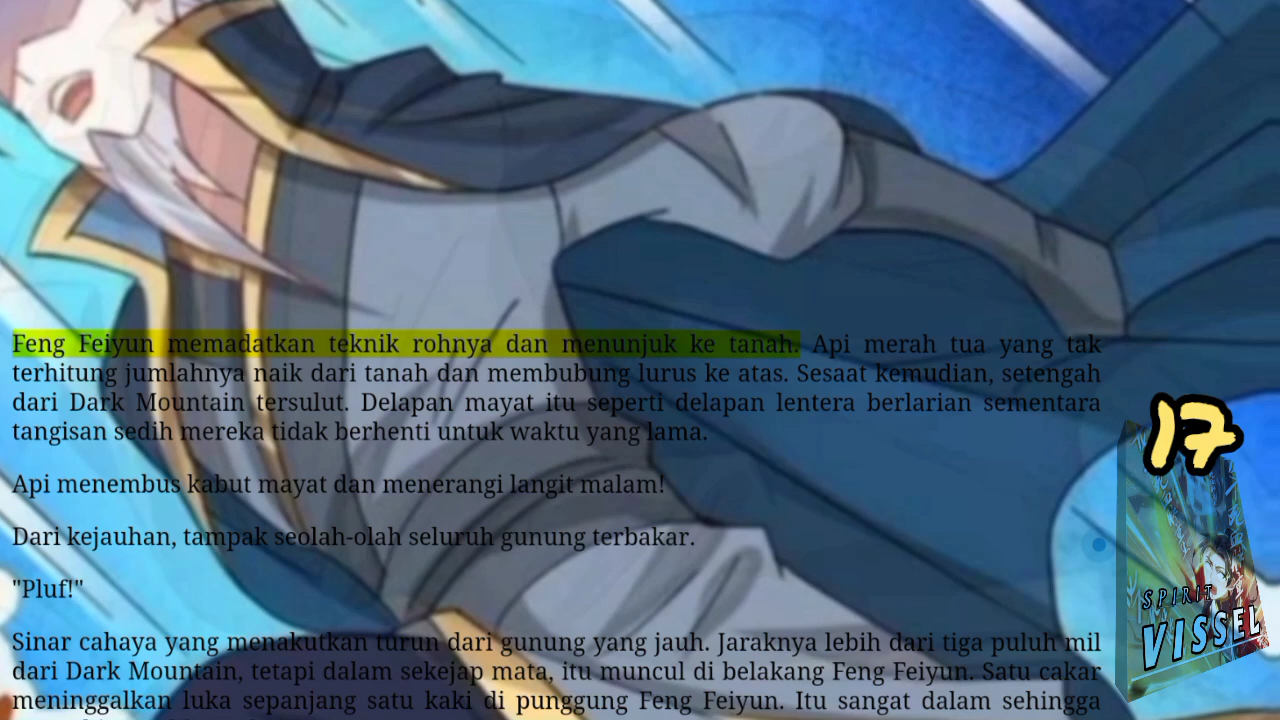 Feng Feiyun memadatkan teknik rohnya dan menunjuk ke tanah. Api merah tua yang tak
terhitung jumlahnya naik dari tanah dan membubung lurus ke atas. Sesaat kemudian, setengah
dari Dark Mountain tersulut. Delapan mayat itu seperti delapan lentera berlarian sementara
tangisan sedih mereka tidak berhenti untuk waktu yang lama.
Api menembus kabut mayat dan menerangi langit malam!
Dari kejauhan, tampak seolah-olah seluruh gunung terbakar.
"Pluf!"
Sinar cahaya yang menakutkan turun dari gunung yang jauh. Jaraknya lebih dari tiga puluh mil
dari Dark Mountain, tetapi dalam sekejap mata, itu muncul di belakang Feng Feiyun. Satu cakar
meninggalkan luka sepanjang satu kaki di punggung Feng Feiyun. Itu sangat dalam sehingga
17
SPIRIT
VISSEL